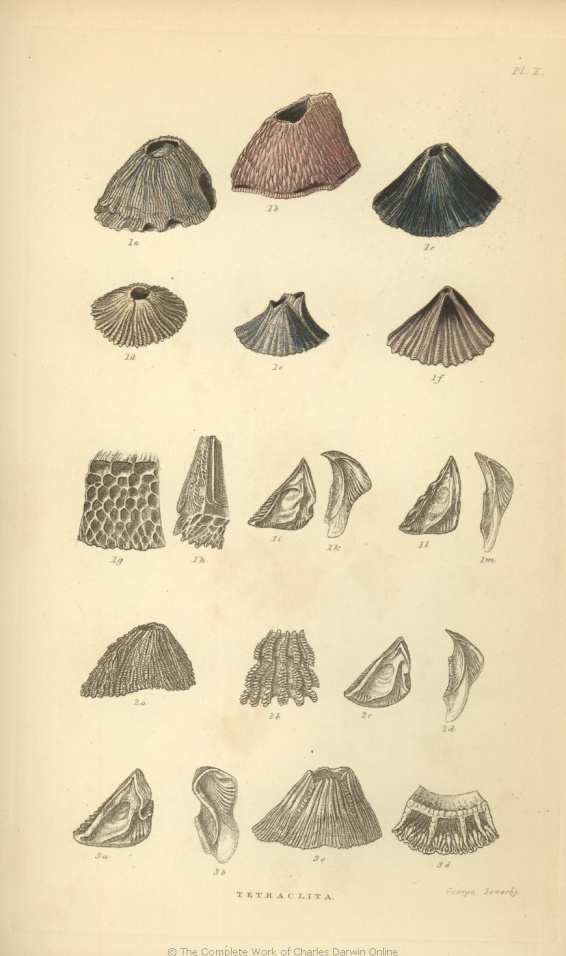 Pl. X.
1a
1b
1c
1d
1e
1f
1g
1h
1i
1k
1l
1m
2a
2b
2c
2d
3a
3b
3c
3d
TETRACLITA.
George Sowerby.
© The Complete Work of Charles Darwin Online